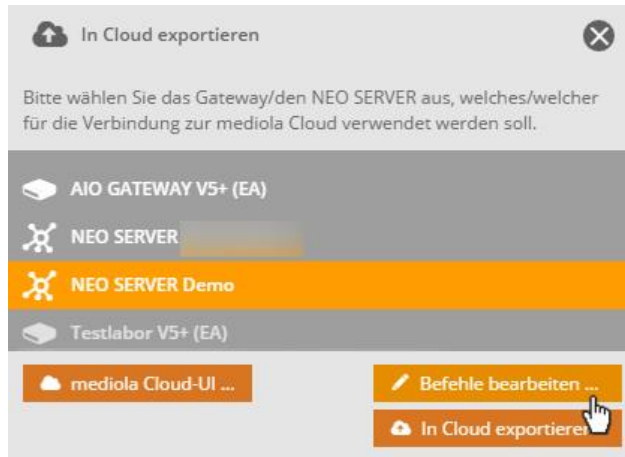 In Cloud exportieren
Bitte wählen Sie das Gateway/den NEO SERVER aus, welches/welcher
für die Verbindung zur mediola Cloud verwendet werden soll.
AIO GATEWAY V5+ (EA)
NEO SERVER
NEO SERVER Demo
Testlabor V5+ (EA)
mediola Cloud-UI ...
Befehle bearbeiten ...
In Cloud exportieren